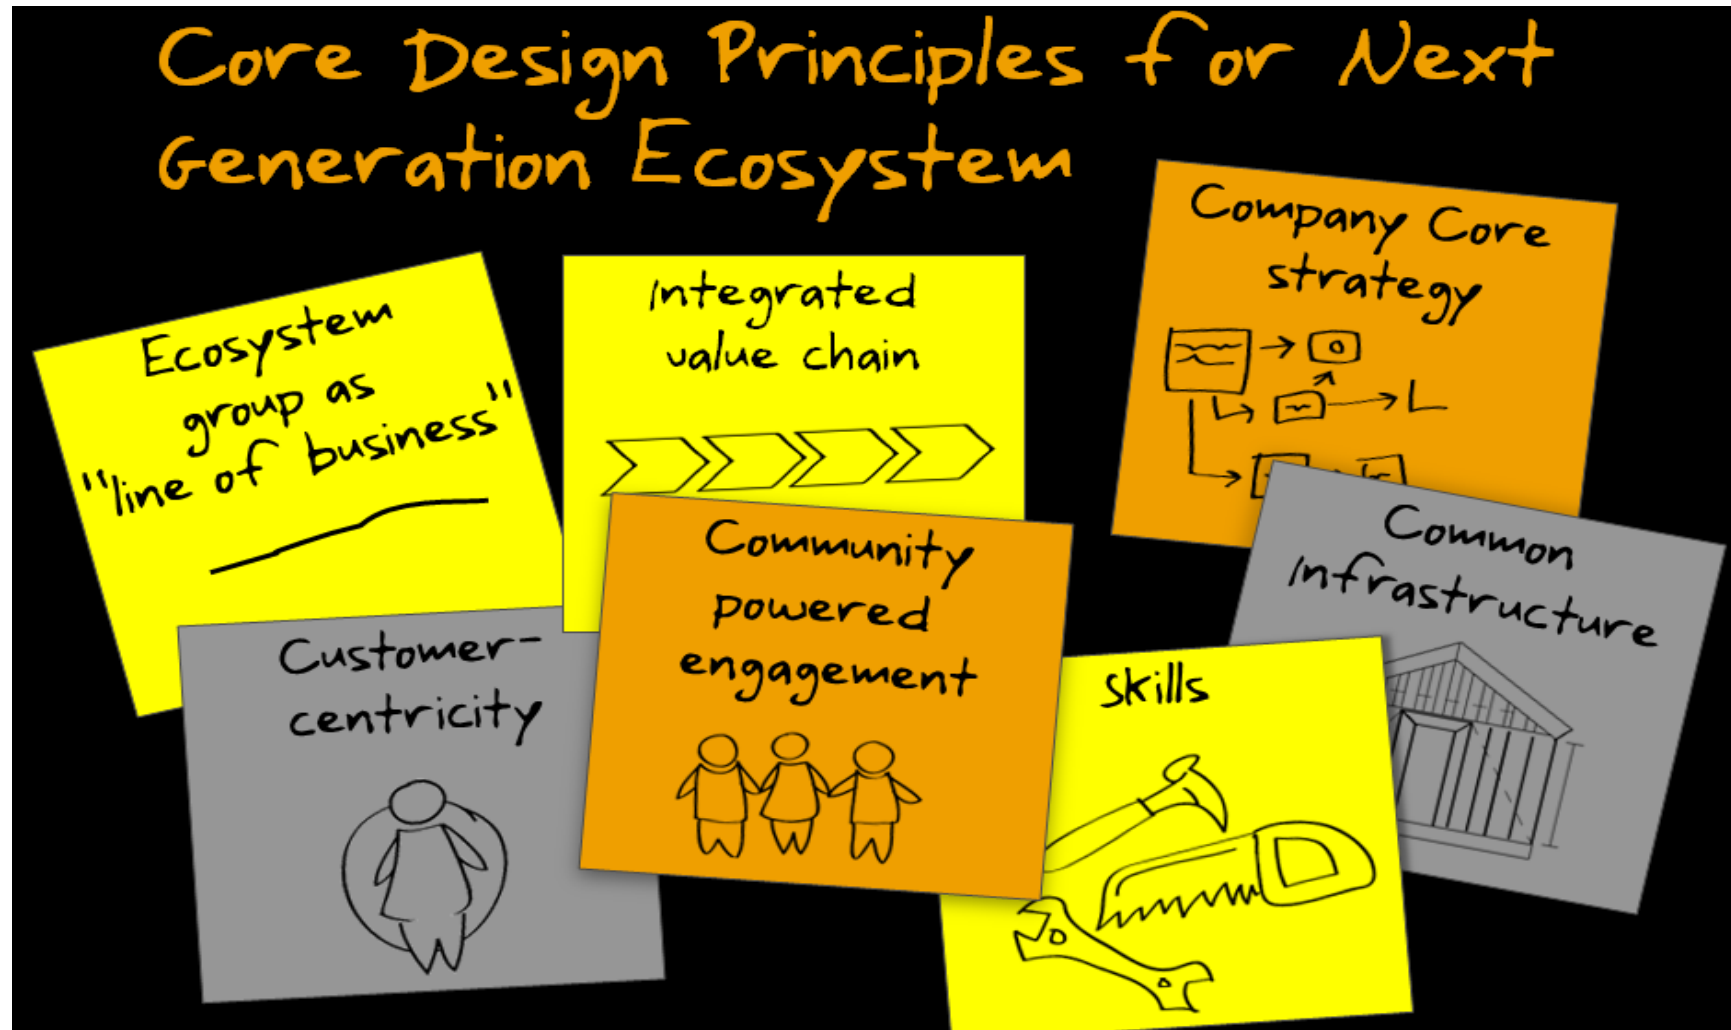 Core Design Principles for Next
Generation Ecosystem
Ecosystem
group as
"line of business"
Integrated
value chain
Company Core
strategy
Customer-
centricity
Community
powered
engagement
Skills
Common
Infrastructure